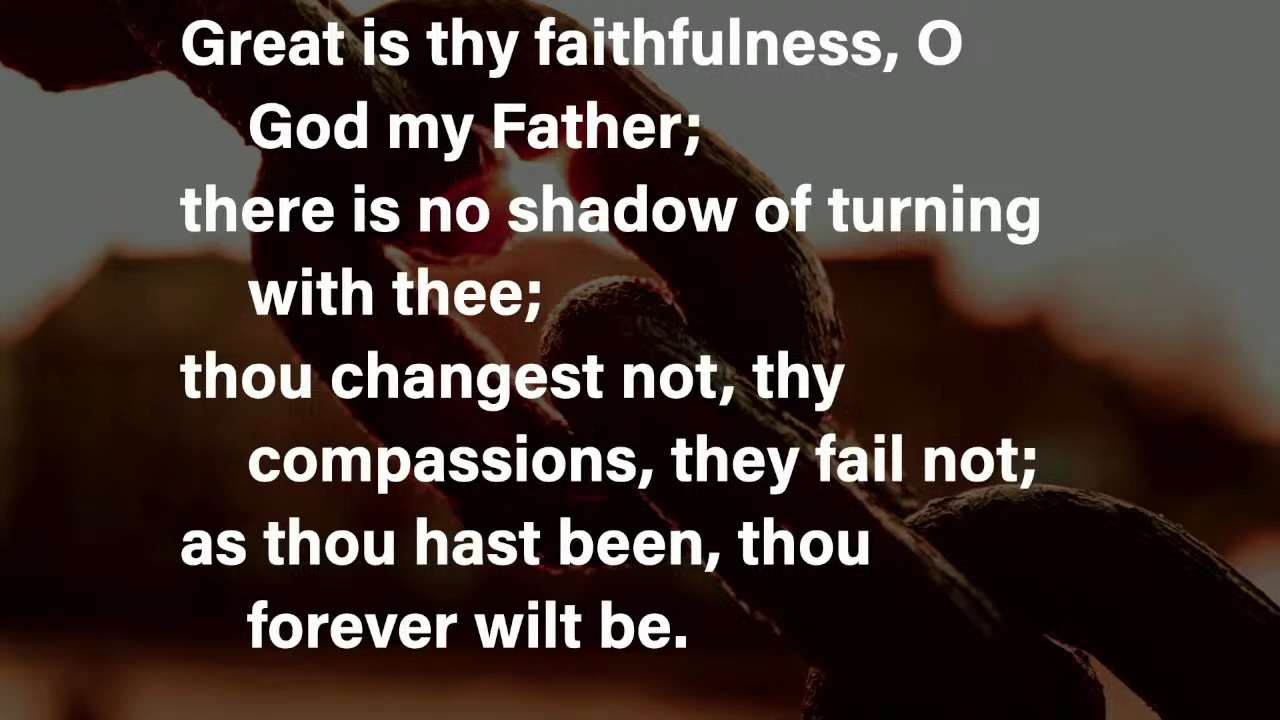 Great is thy faithfulness, O
God my Father;
there is no shadow of turning
with thee;
thou changest not, thy
compassions, they fail not;
as thou hast been, thou
forever wilt be.